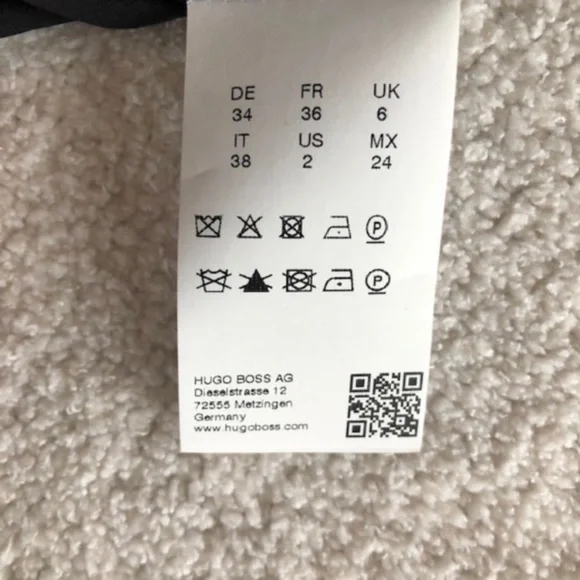 DE FR UK
34 36 6
IT US MX
38 2 24
P
P
HUGO BOSS AG
Dieselstrasse 12
72555 Metzingen
Germany
www.hugoboss.com